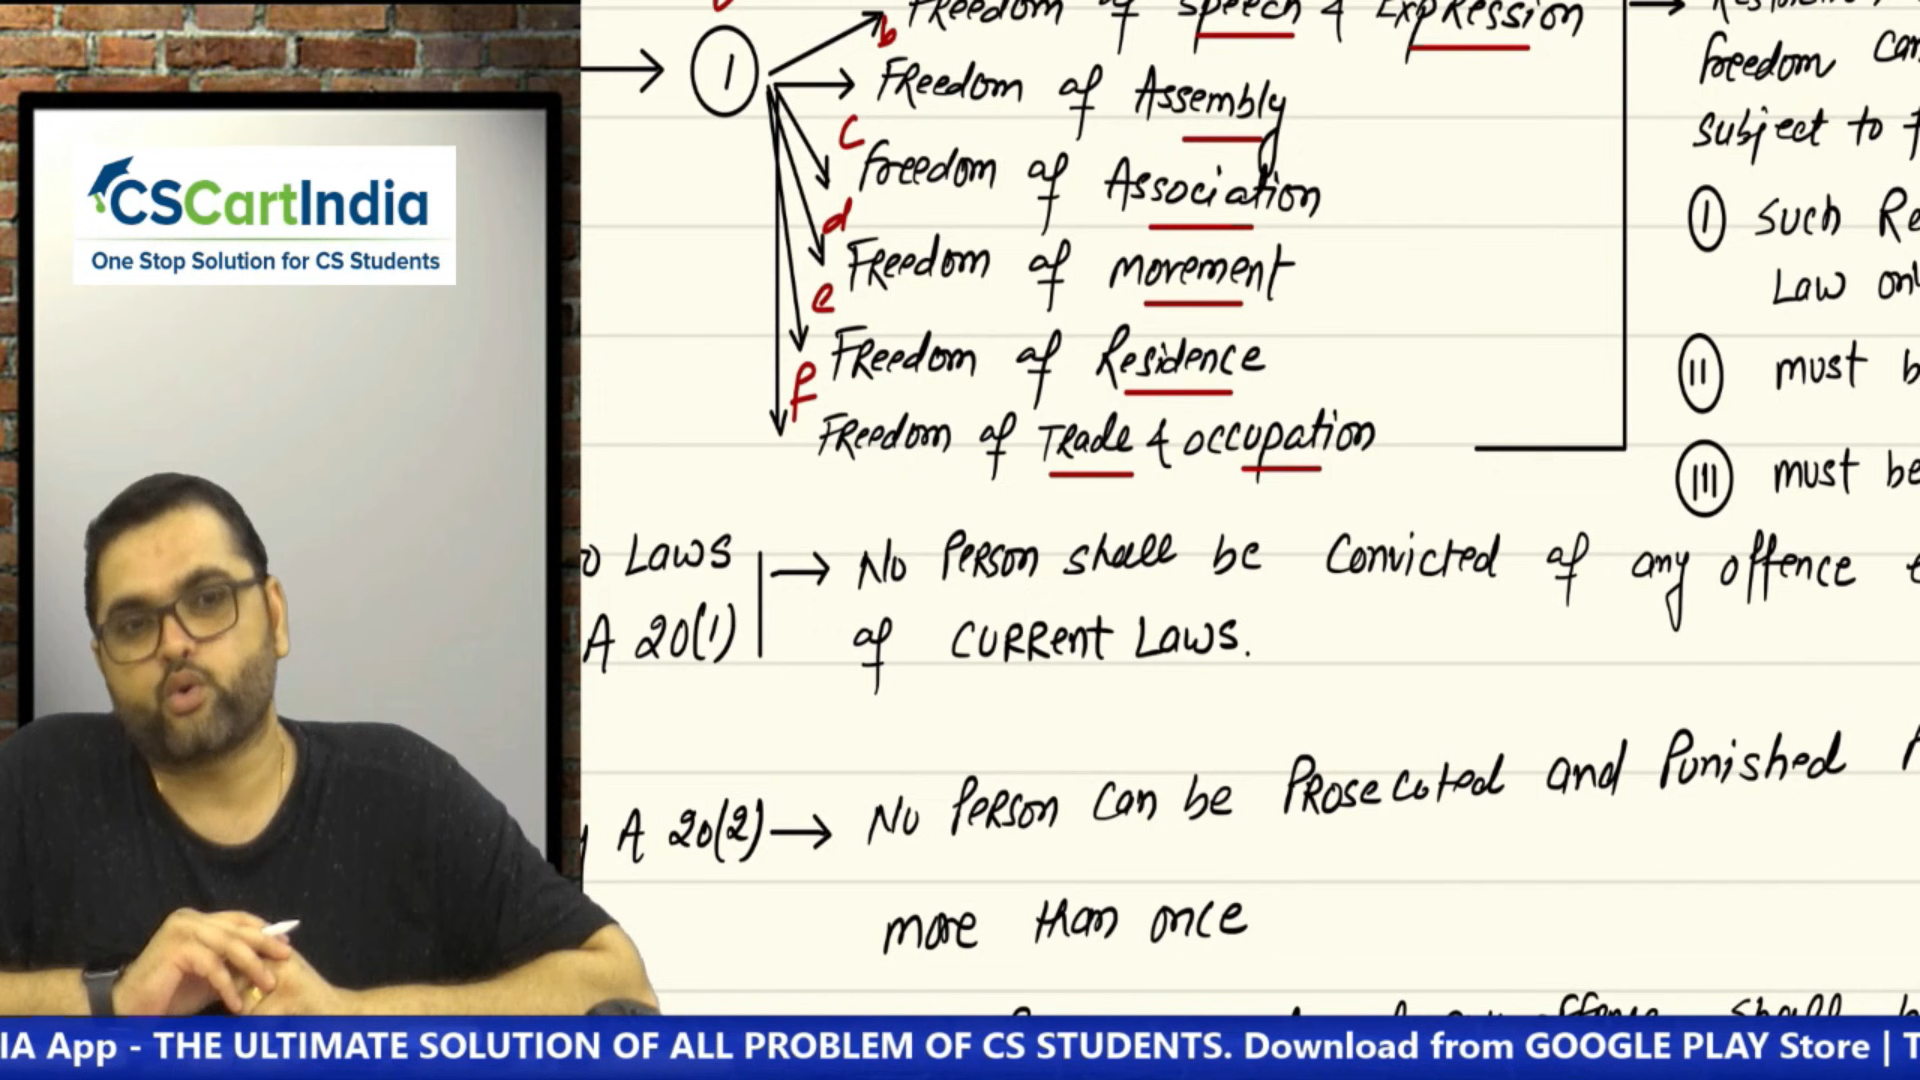 CSCartIndia
One Stop Solution for CS Students
1
b
Freedom of Speech & Expression
Freedom of Assembly
c
Freedom of Association
d
Freedom of movement
e
Freedom of Residence
f
Freedom of Trade & occupation
freedom
subject to
I such
Law
II must
III must be
Laws
A 20(1)
No Person shall be Convicted of any offence
of current Laws.
A 20(2)
No Person can be Prosecuted and Punished
more than once
shall
IA App - THE ULTIMATE SOLUTION OF ALL PROBLEM OF CS STUDENTS. Download from GOOGLE PLAY Store |